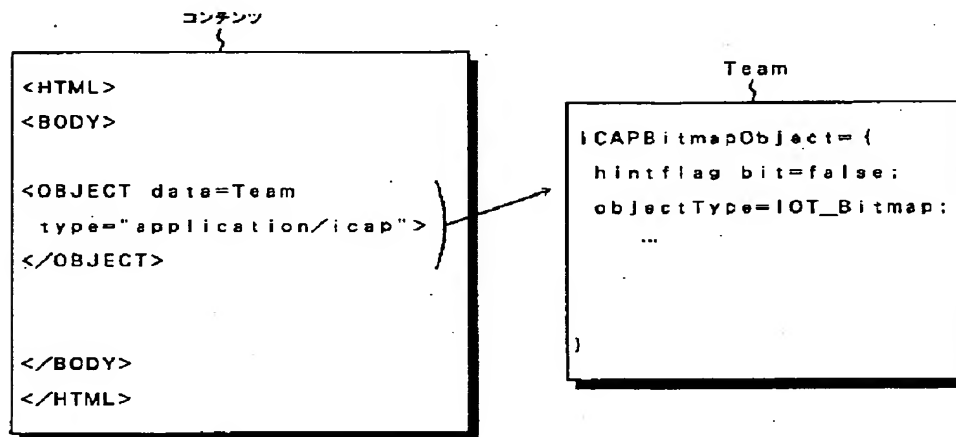 コンテンツ
<HTML>
<BODY>
<OBJECT data=Team
type="application/icap">
</OBJECT>
</BODY>
</HTML>
Team
iCAPBitmapObject={
hintflag bit=false;
objectType=IOT_Bitmap;
...
}